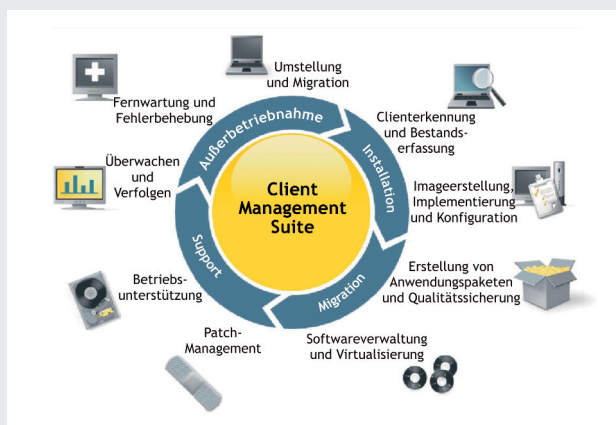 Umstellung
und Migration
Clienterkennung
und Bestands-
erfassung
Imageerstellung,
Implementierung
und Konfiguration
Erstellung von
Anwendungspaketen
und Qualitätssicherung
Softwareverwaltung
und Virtualisierung
Patch-
Management
Betriebs-
unterstützung
Überwachen
und
Verfolgen
Fernwartung und
Fehlerbehebung
Außerbetriebnahme
Installation
Migration
Support
Client
Management
Suite